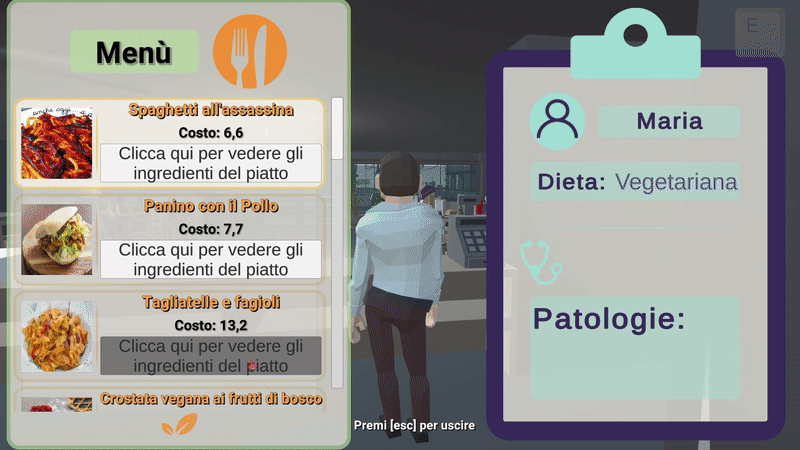 Menù
Spaghetti all'assassina
Costo: 6,6
Clicca qui per vedere gli
ingredienti del piatto
Panino con il Pollo
Costo: 7,7
Clicca qui per vedere gli
ingredienti del piatto
Tagliatelle e fagioli
Costo: 13,2
Clicca qui per vedere gli
ingredienti del piatto
Crostata vegana ai frutti di bosco
Premi [esc] per uscire
E
Maria
Dieta: Vegetariana
Patologie: